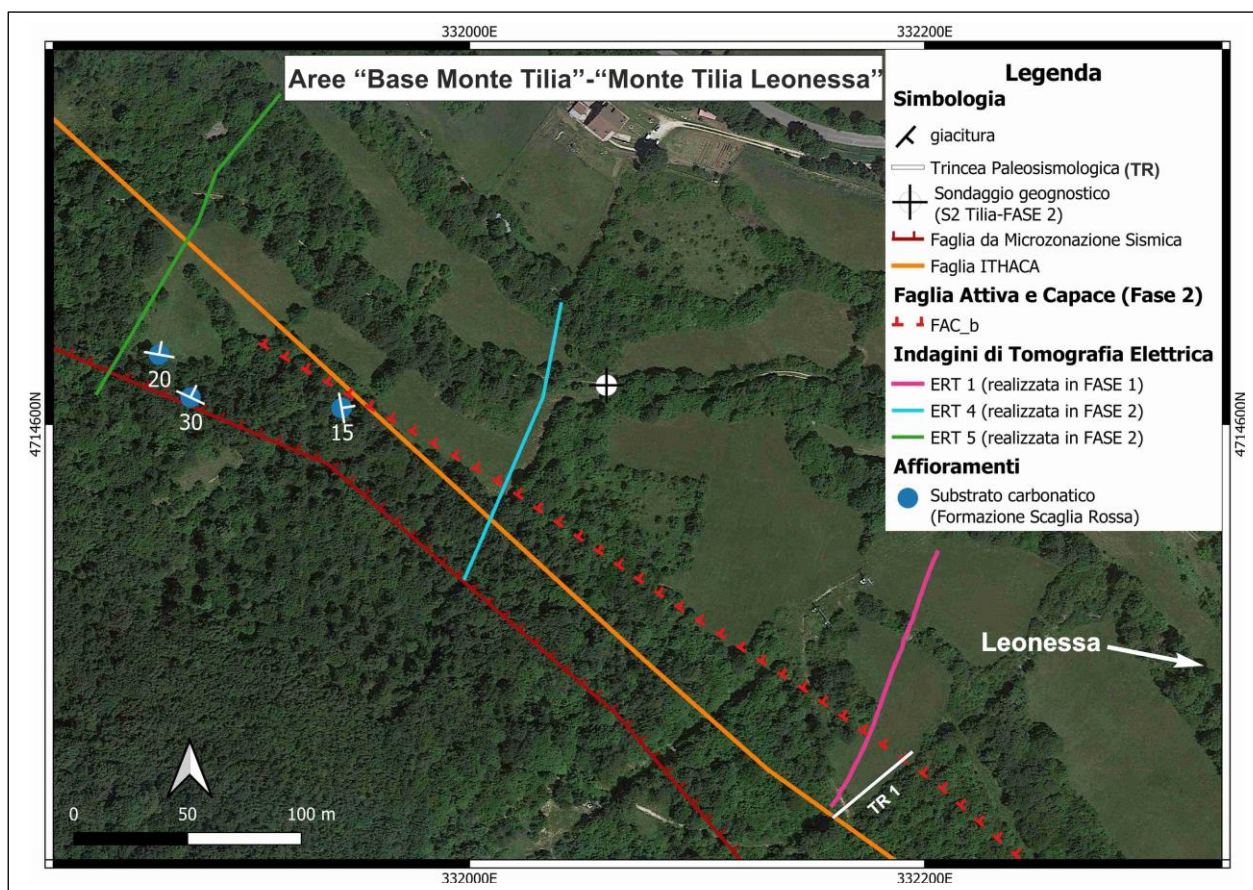 332000E
332200E
Aree “Base Monte Tilia”-“Monte Tilia Leonessa”
Legenda
Simbologia
giacitura
Trincea Paleosismologica (TR)
Sondaggio geognostico
(S2 Tilia-FASE 2)
Faglia da Microzonazione Sismica
Faglia ITHACA
Faglia Attiva e Capace (Fase 2)
FAC_b
Indagini di Tomografia Elettrica
ERT 1 (realizzata in FASE 1)
ERT 4 (realizzata in FASE 2)
ERT 5 (realizzata in FASE 2)
Affioramenti
Substrato carbonatico
(Formazione Scaglia Rossa)
20
30
15
4714600N
4714600N
Leonessa
TR 1
0 50 100 m
332000E
332200E